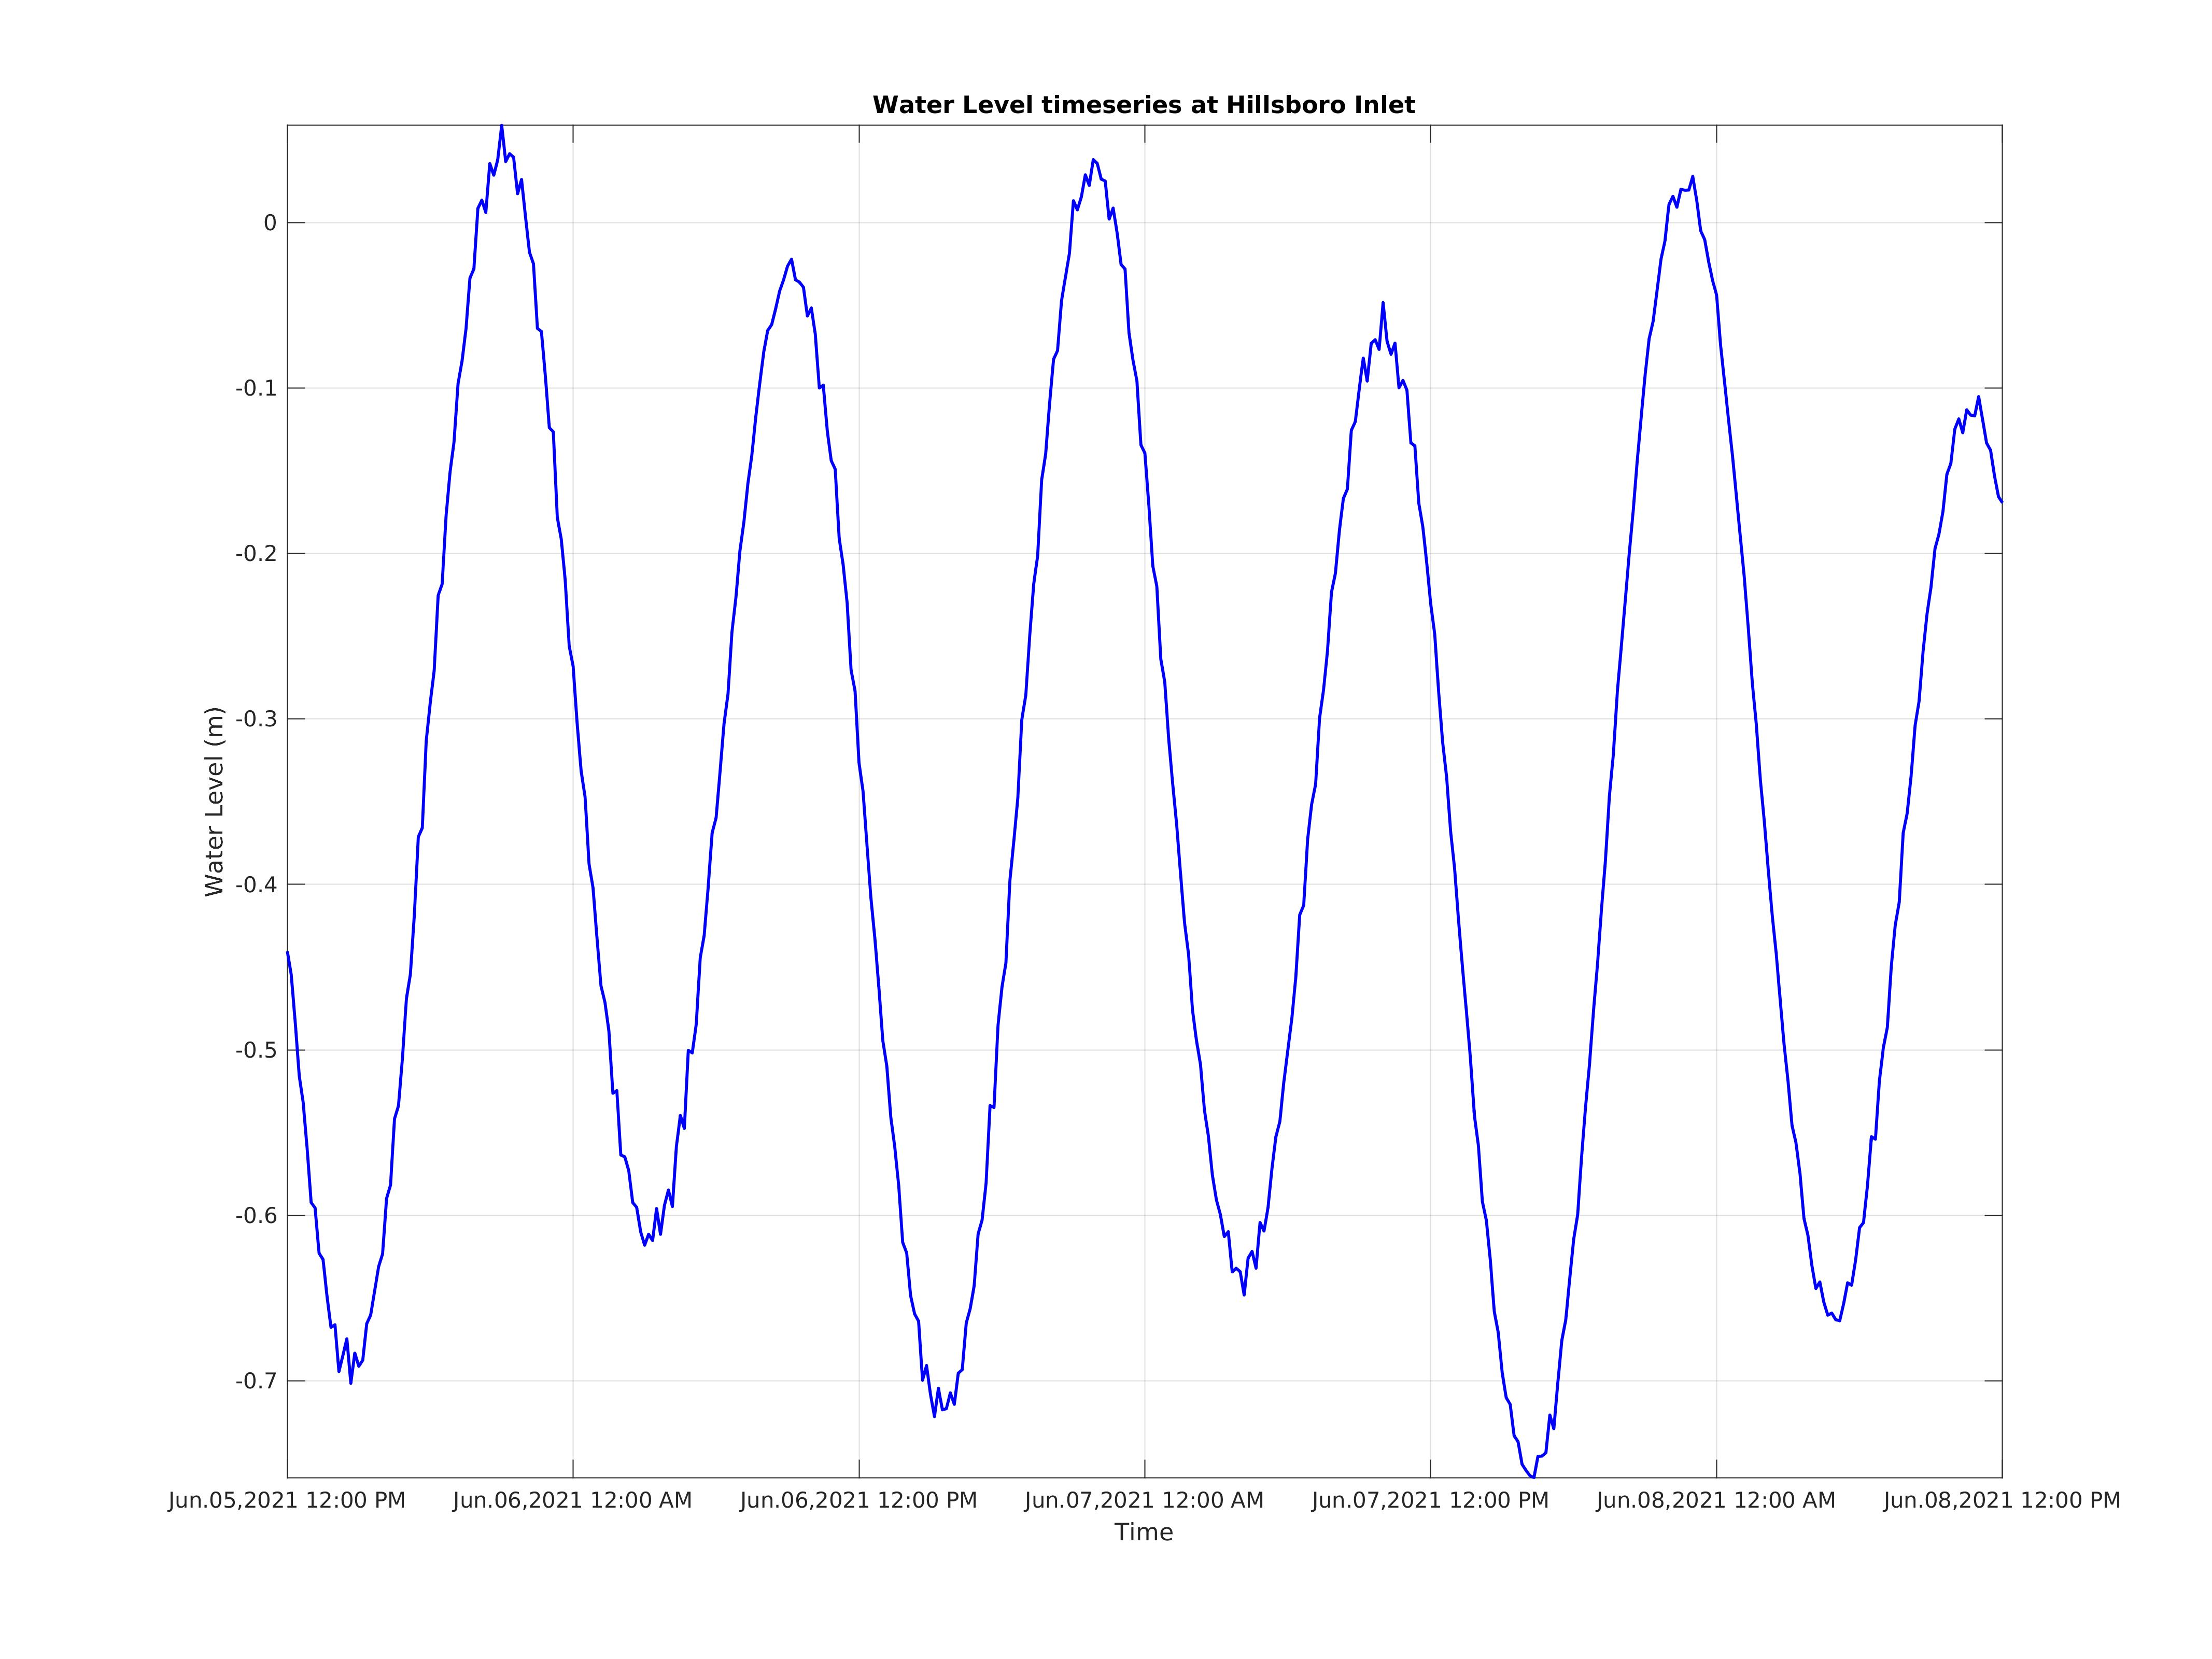 Water Level timeseries at Hillsboro Inlet
0
-0.1
-0.2
-0.3
-0.4
-0.5
-0.6
-0.7
Water Level (m)
Jun.05,2021 12:00 PM
Jun.06,2021 12:00 AM
Jun.06,2021 12:00 PM
Jun.07,2021 12:00 AM
Jun.07,2021 12:00 PM
Jun.08,2021 12:00 AM
Jun.08,2021 12:00 PM
Time